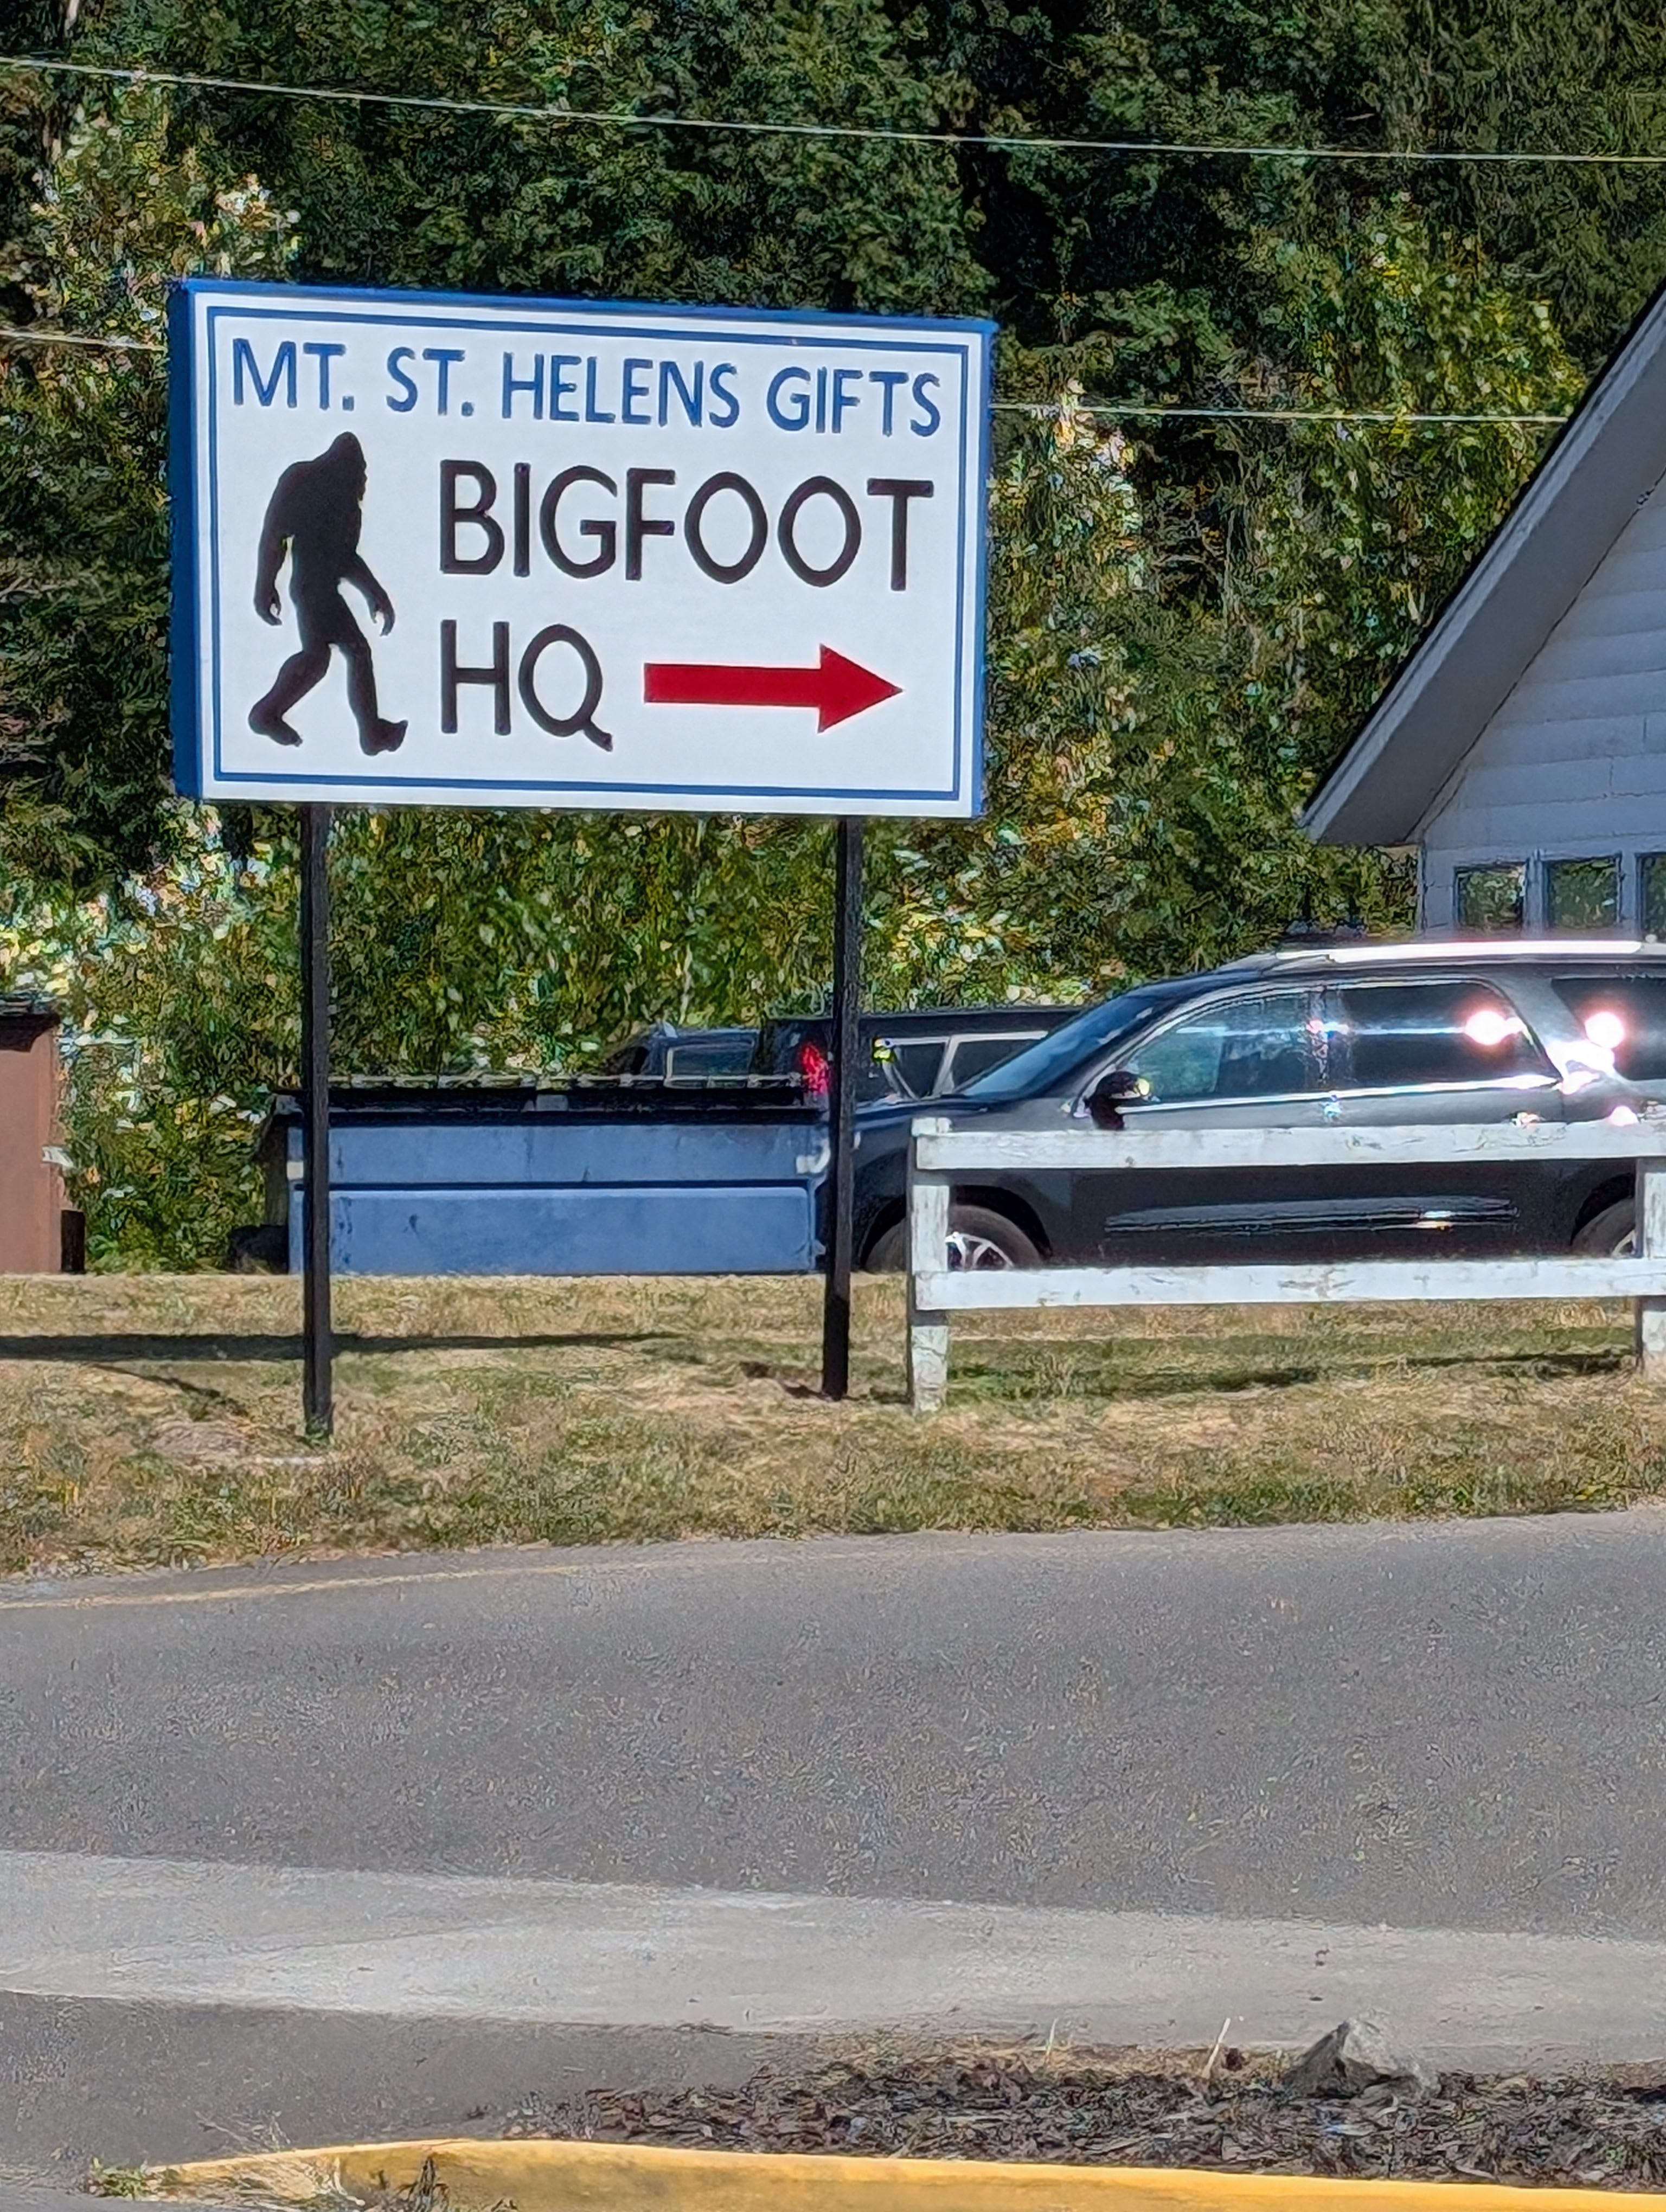 MT. ST. HELENS GIFTS
BIGFOOT
HQ